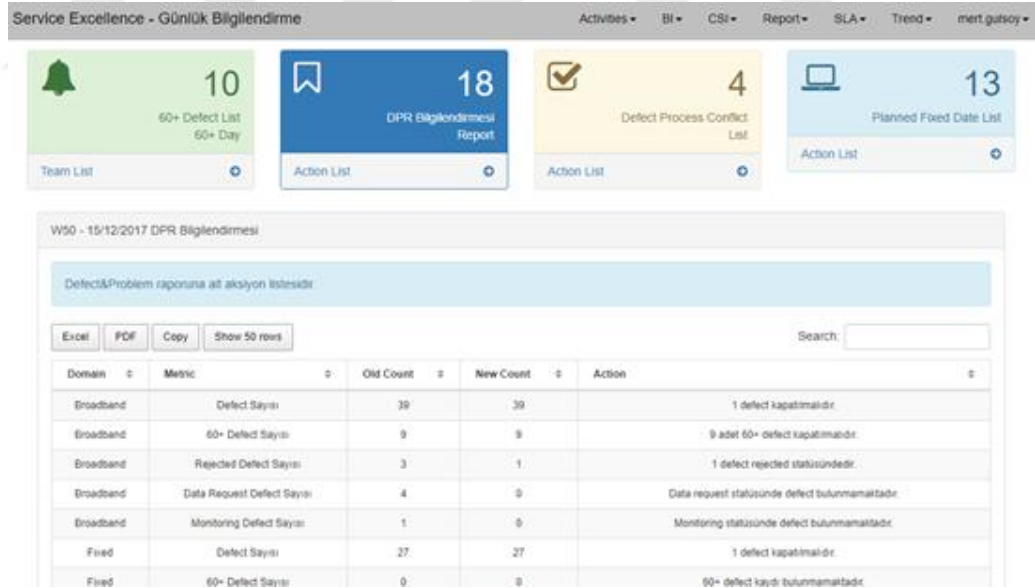 Service Excellence - Günlük Bilgilendirme
Activities BI CSI Report SLA Trend mert.gulsoy
10
60+ Defect List
60+ Day
Team List
18
DPR Bilgilendirmesi
Report
Action List
4
Defect Process Conflict
List
Action List
13
Planned Fixed Date List
Action List
W50 - 15/12/2017 DPR Bilgilendirmesi
Defect&Problem raporuna ait aksiyon listesidir.
Excel PDF Copy Show 50 rows Search:
Domain Metric Old Count New Count Action
Broadband Defect Sayısı 39 39 1 defect kapatılmalıdır.
Broadband 60+ Defect Sayısı 9 9 9 adet 60+ defect kapatılmalıdır.
Broadband Rejected Defect Sayısı 3 1 1 defect rejected statüsündedir.
Broadband Data Request Defect Sayısı 4 0 Data request statüsünde defect bulunmamaktadır.
Broadband Monitoring Defect Sayısı 1 0 Monitoring statüsünde defect bulunmamaktadır.
Fixed Defect Sayısı 27 27 1 defect kapatılmalıdır.
Fixed 60+ Defect Sayısı 0 0 60+ defect kaydı bulunmamaktadır.